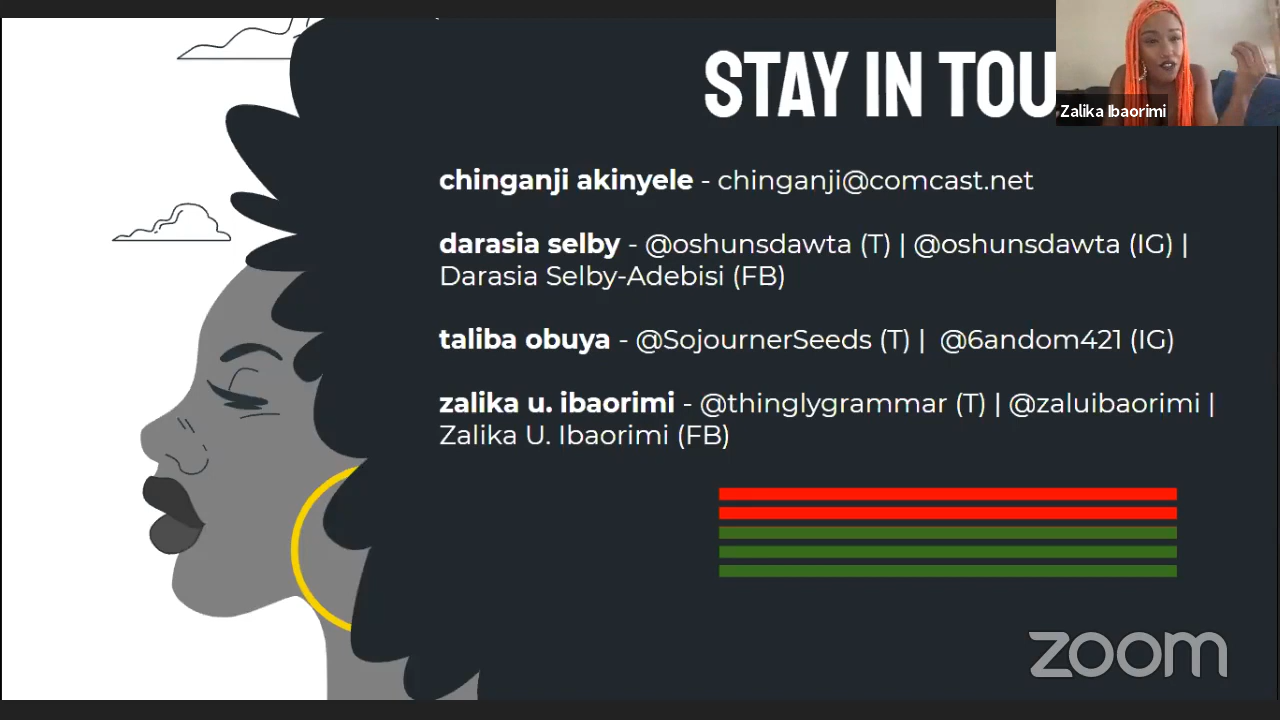 STAY IN TOU
Zalika Ibaorimi
chinganji akinyele - chinganji@comcast.net
darasia selby - @oshunsdawta (T) | @oshunsdawta (IG) |
Darasia Selby-Adebisi (FB)
taliba obuya - @SojournerSeeds (T) | @6andom421 (IG)
zalika u. ibaorimi - @thinglygrammar (T) | @zaluibaorimi |
Zalika U. Ibaorimi (FB)
zoom